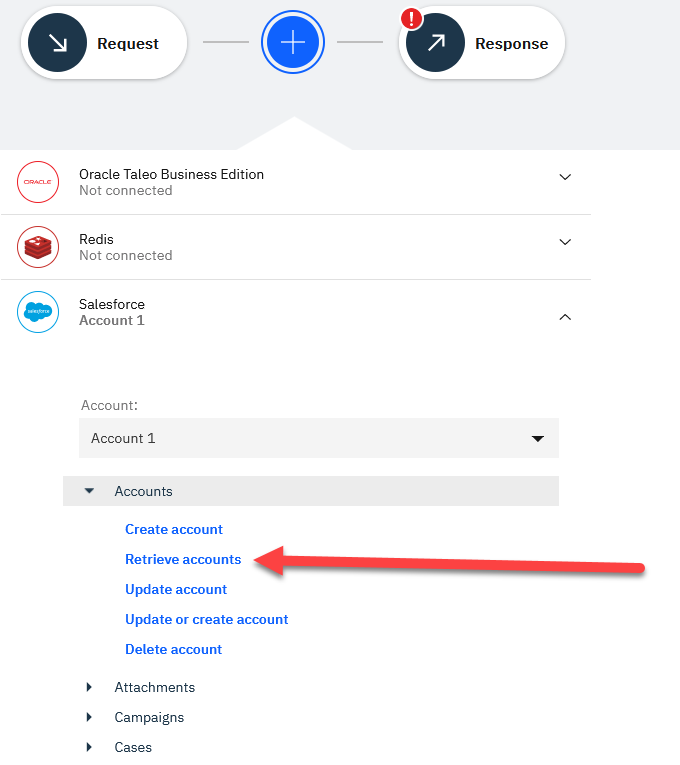 Request
!
Response
ORACLE
Oracle Taleo Business Edition
Not connected
Redis
Not connected
salesforce
Salesforce
Account 1
Account:
Account 1
Accounts
Create account
Retrieve accounts
Update account
Update or create account
Delete account
Attachments
Campaigns
Cases